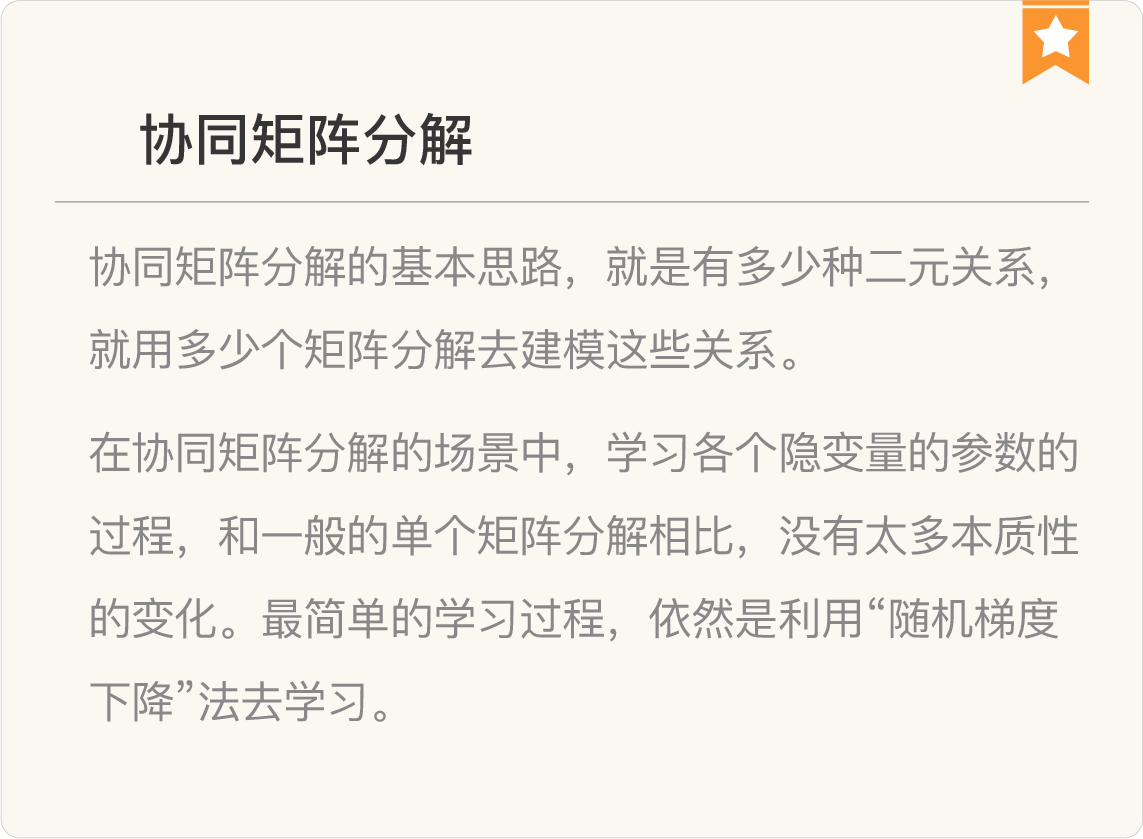 协同矩阵分解
协同矩阵分解的基本思路，就是有多少种二元关系，
就用多少个矩阵分解去建模这些关系。
在协同矩阵分解的场景中，学习各个隐变量的参数的
过程，和一般的单个矩阵分解相比，没有太多本质性
的变化。最简单的学习过程，依然是利用“随机梯度
下降”法去学习。